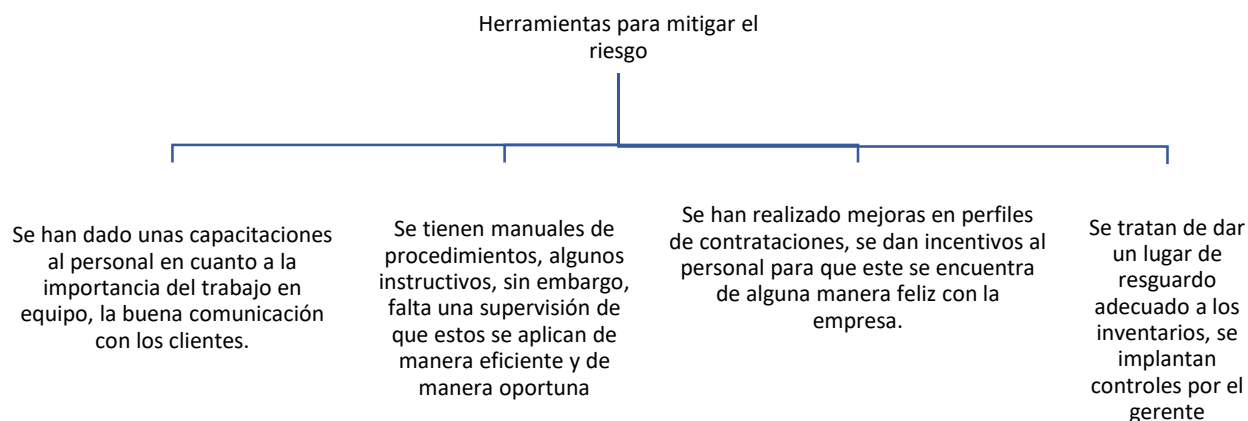 Herramientas para mitigar el
riesgo
Se han dado unas capacitaciones
al personal en cuanto a la
importancia del trabajo en
equipo, la buena comunicación
con los clientes.
Se tienen manuales de
procedimientos, algunos
instructivos, sin embargo,
falta una supervisión de
que estos se aplican de
manera eficiente y de
manera oportuna
Se han realizado mejoras en perfiles
de contrataciones, se dan incentivos al
personal para que este se encuentra
de alguna manera feliz con la
empresa.
Se tratan de dar
un lugar de
resguardo
adecuado a los
inventarios, se
implantan
controles por el
gerente